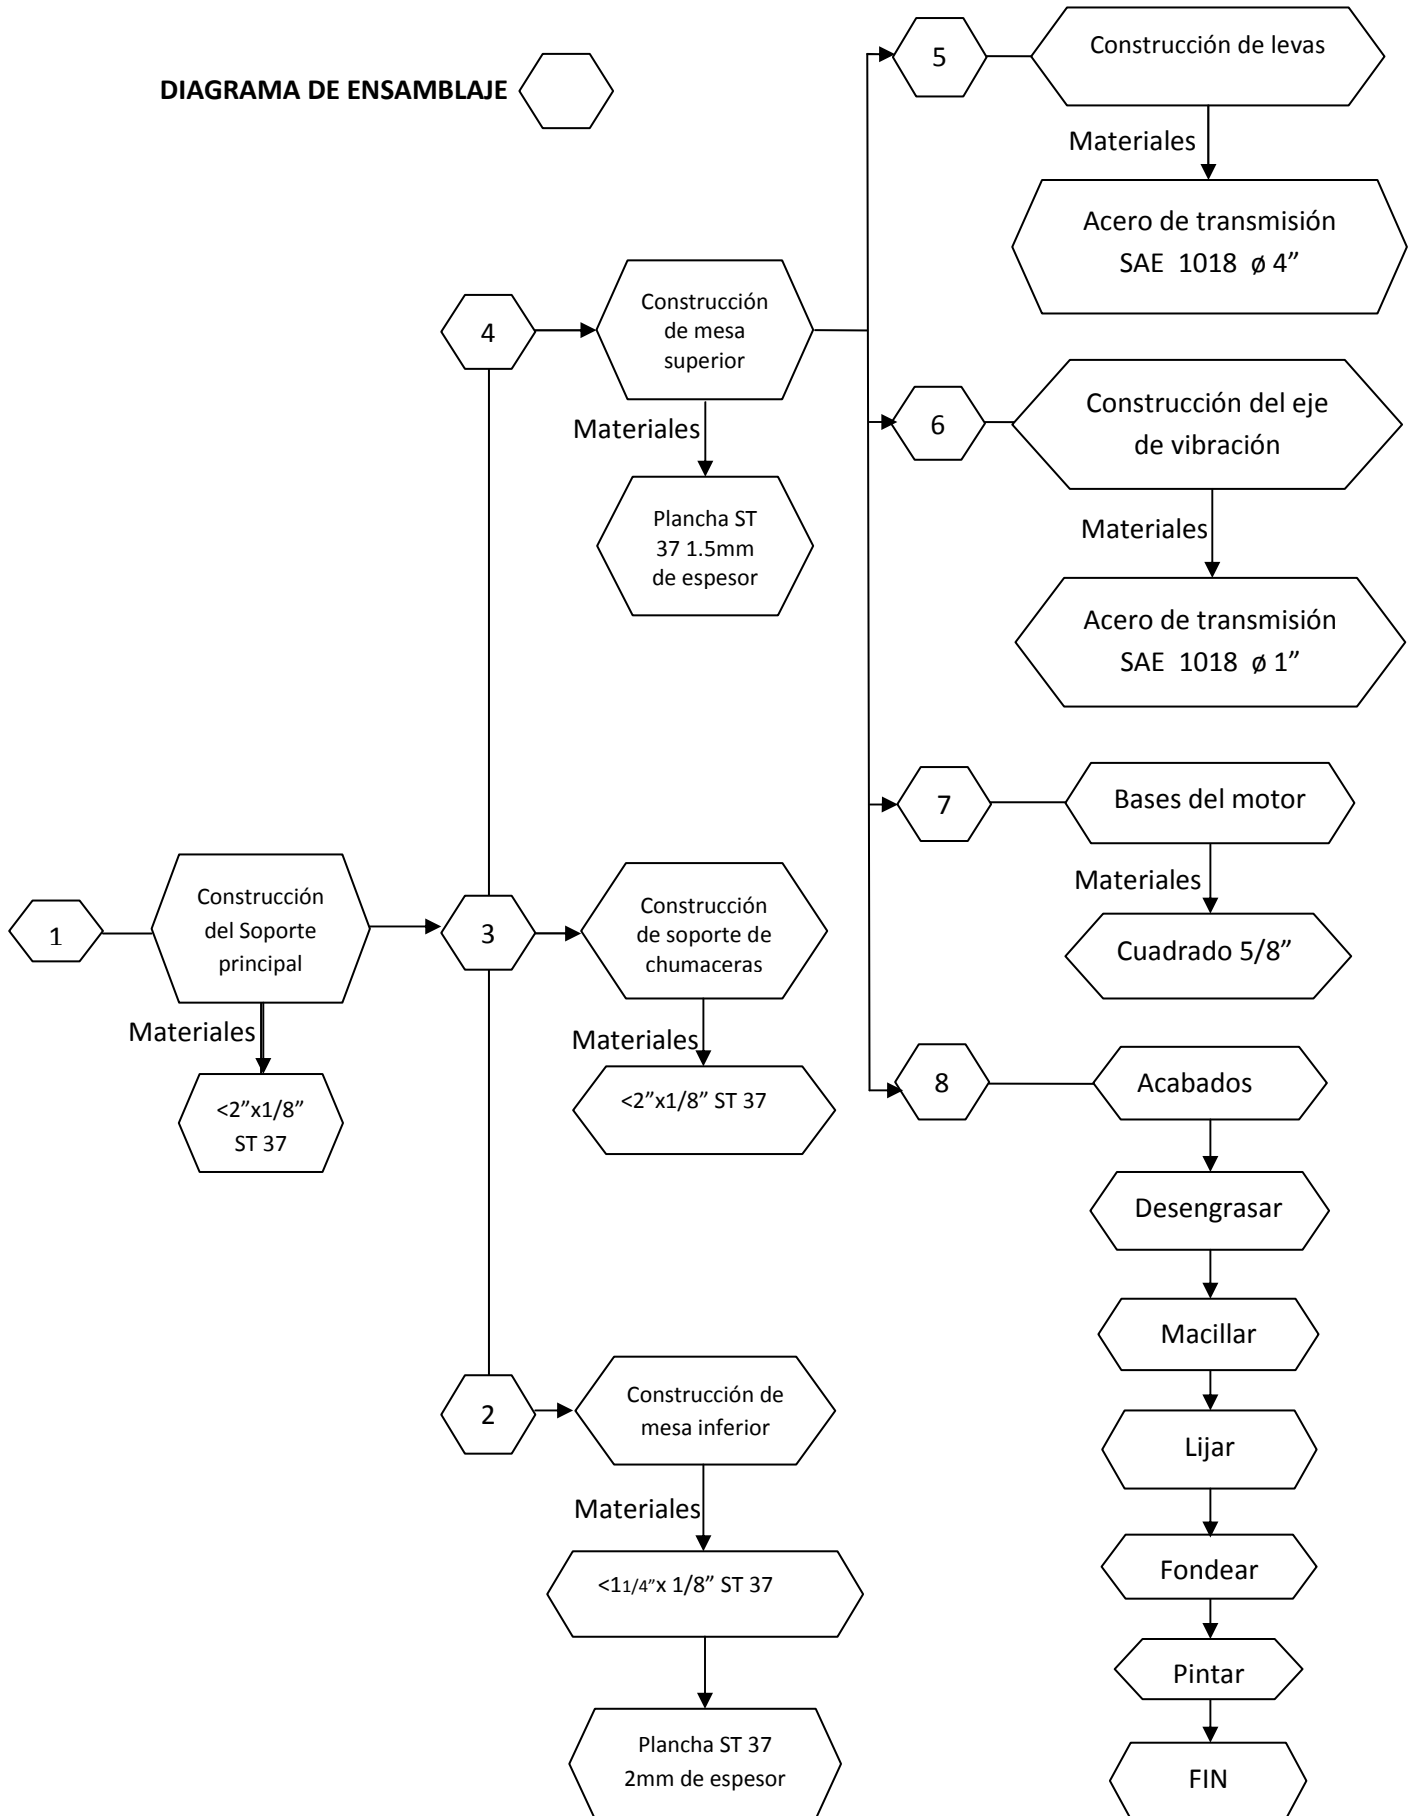 DIAGRAMA DE ENSAMBLAJE
5
Construcción de levas
Materiales
Acero de transmisión
SAE 1018 ø 4”
4
Construcción
de mesa
superior
Materiales
Plancha ST
37 1.5mm
de espesor
6
Construcción del eje
de vibración
Materiales
Acero de transmisión
SAE 1018 ø 1”
7
Bases del motor
Materiales
Cuadrado 5/8”
1
Construcción
del Soporte
principal
Materiales
<2”x1/8”
ST 37
3
Construcción
de soporte de
chumaceras
Materiales
<2”x1/8” ST 37
8
Acabados
Desengrasar
Macillar
Lijar
Fondear
Pintar
FIN
2
Construcción de
mesa inferior
Materiales
<11/4”x 1/8” ST 37
Plancha ST 37
2mm de espesor